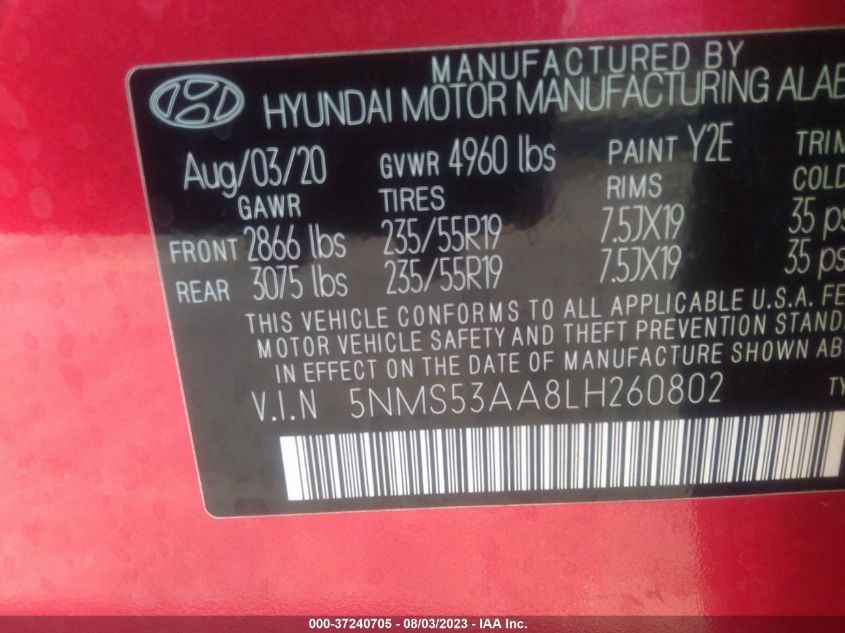 MANUFACTURED BY
HYUNDAI MOTOR MANUFACTURING ALAB
Aug/03/20 GVWR 4960 lbs PAINT Y2E TRIM
GAWR TIRES RIMS COLD
FRONT 2866 lbs 235/55R19 7.5JX19 35 ps
REAR 3075 lbs 235/55R19 7.5JX19 35 ps
THIS VEHICLE CONFORMS TO ALL APPLICABLE U.S.A. FE
MOTOR VEHICLE SAFETY AND THEFT PREVENTION STANDA
IN EFFECT ON THE DATE OF MANUFACTURE SHOWN AB
V.I.N 5NMS53AA8LH260802 TY
000-37240705 - 08/03/2023 - IAA Inc.